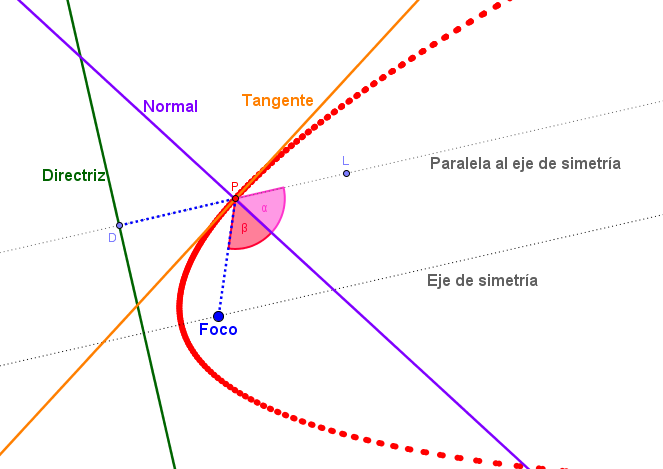 Tangente
Normal
L
Paralela al eje de simetría
Directriz
P
α
β
D
Eje de simetría
Foco